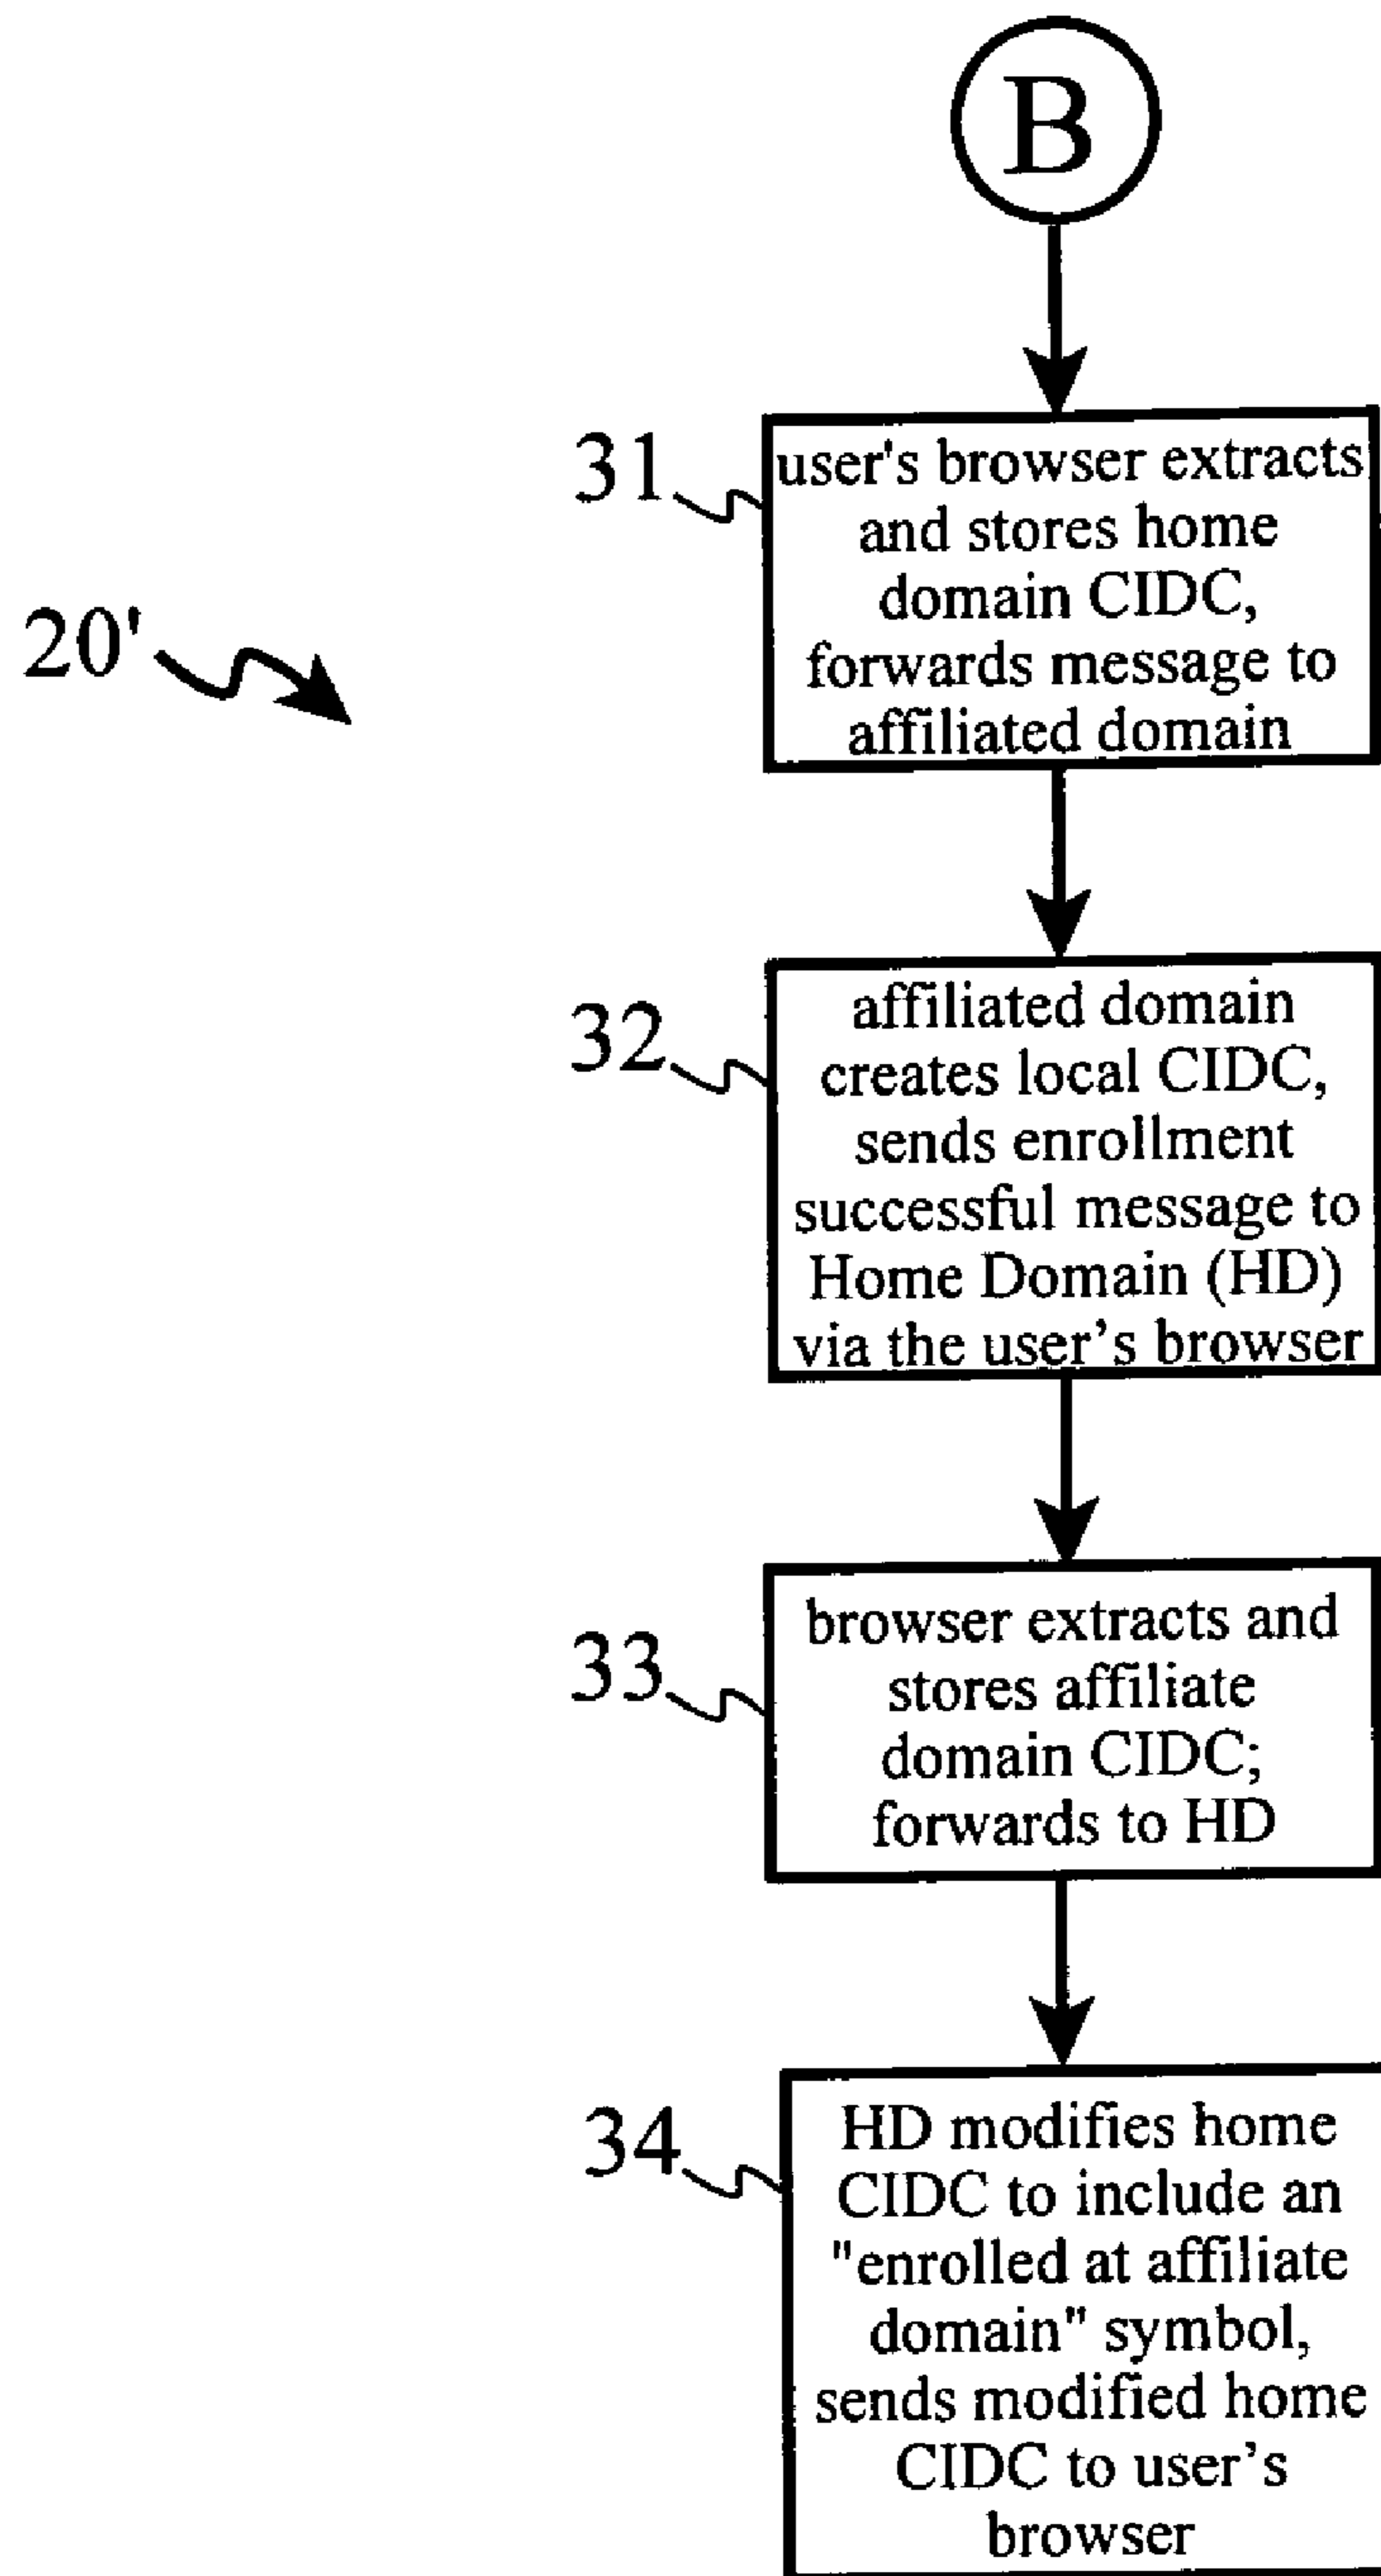 B
31
user's browser extracts
and stores home
domain CIDC,
forwards message to
affiliated domain
20'
32
affiliated domain
creates local CIDC,
sends enrollment
successful message to
Home Domain (HD)
via the user’s browser
33
browser extracts and
stores affiliate
domain CIDC;
forwards to HD
34
HD modifies home
CIDC to include an
"enrolled at affiliate
domain" symbol,
sends modified home
CIDC to user’s
browser